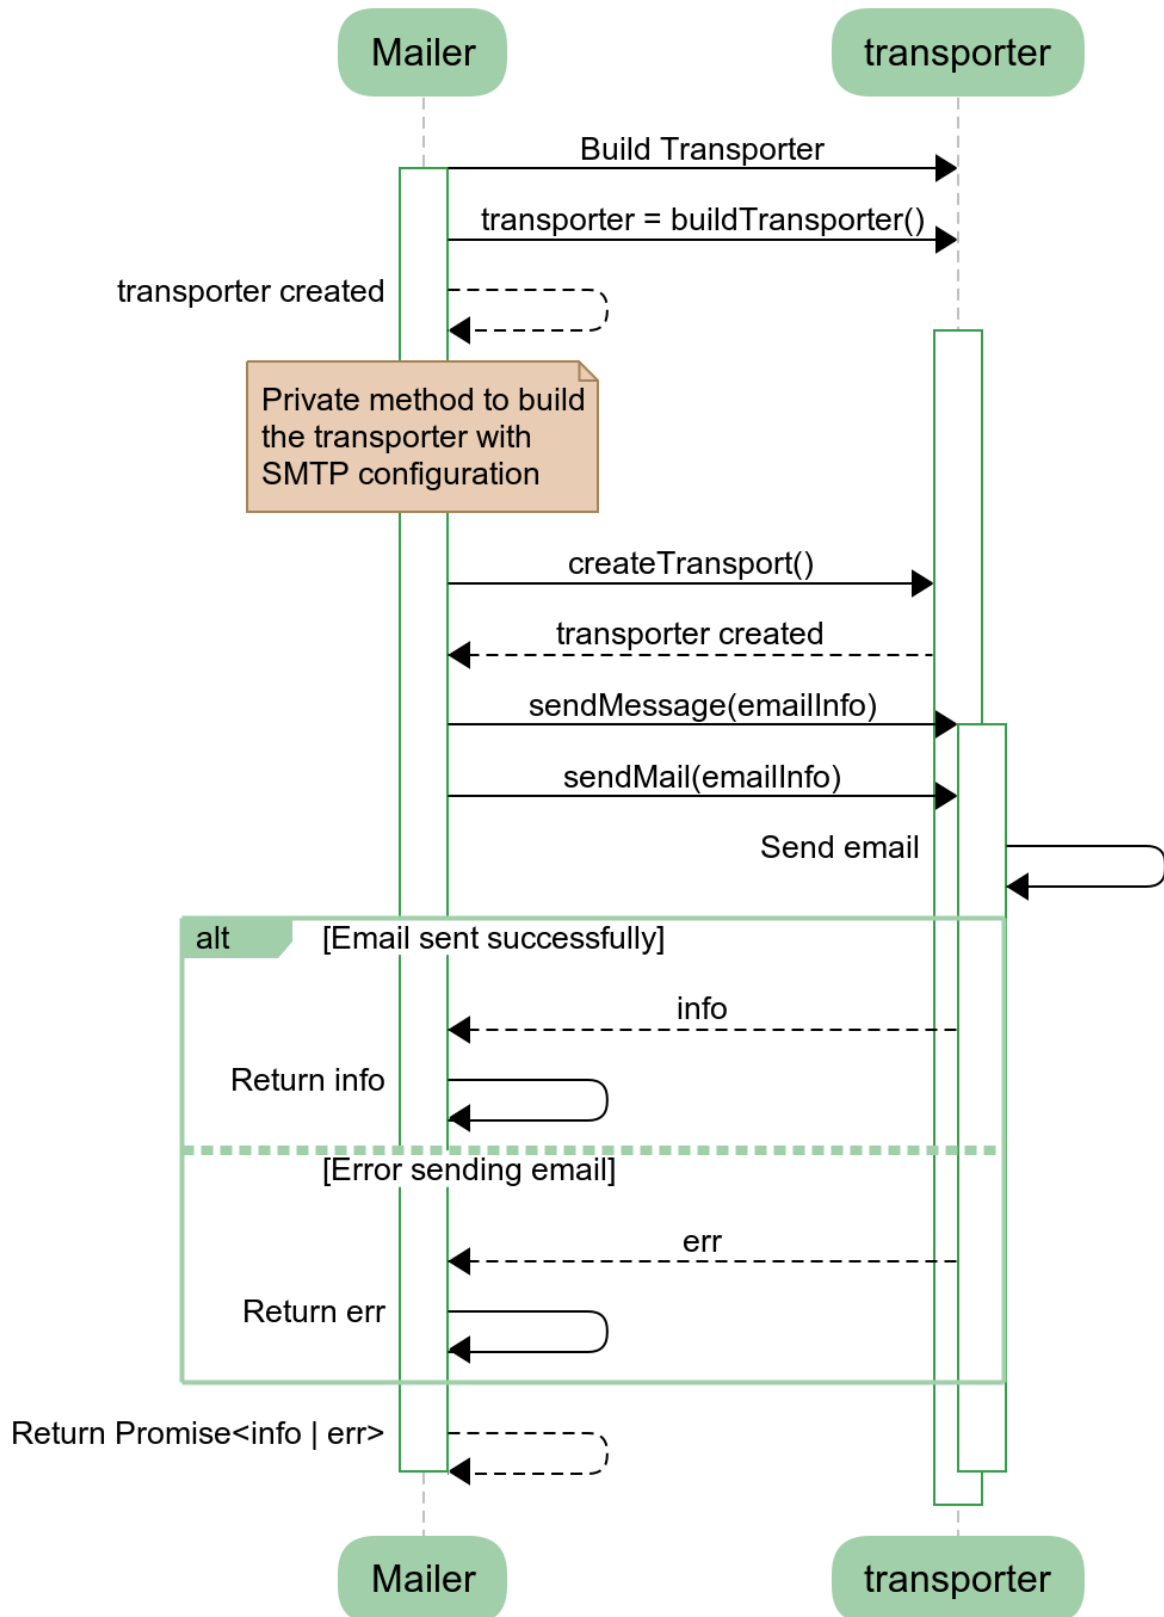 Mailer
transporter
Build Transporter
transporter = buildTransporter()
transporter created
Private method to build
the transporter with
SMTP configuration
createTransport()
transporter created
sendMessage(emailInfo)
sendMail(emailInfo)
Send email
alt
[Email sent successfully]
info
Return info
[Error sending email]
err
Return err
Return Promise<info | err>
Mailer
transporter